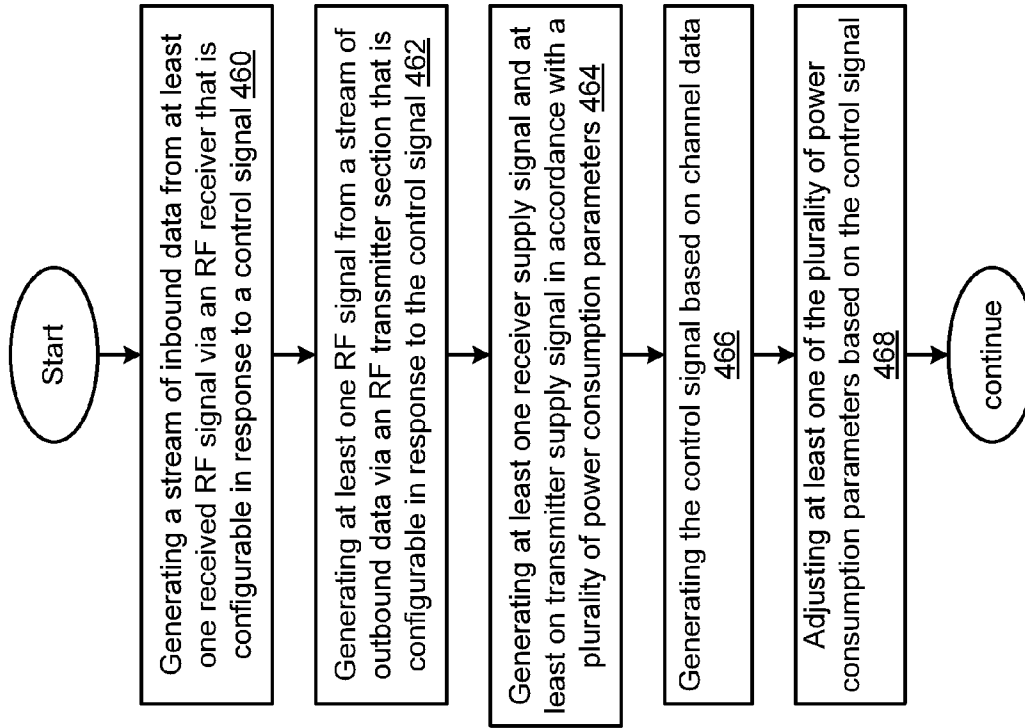 Start
Generating a stream of inbound data from at least
one received RF signal via an RF receiver that is
configurable in response to a control signal 460
Generating at least one RF signal from a stream of
outbound data via an RF transmitter section that is
configurable in response to the control signal 462
Generating at least one receiver supply signal and at
least on transmitter supply signal in accordance with a
plurality of power consumption parameters 464
Generating the control signal based on channel data
466
Adjusting at least one of the plurality of power
consumption parameters based on the control signal
468
continue